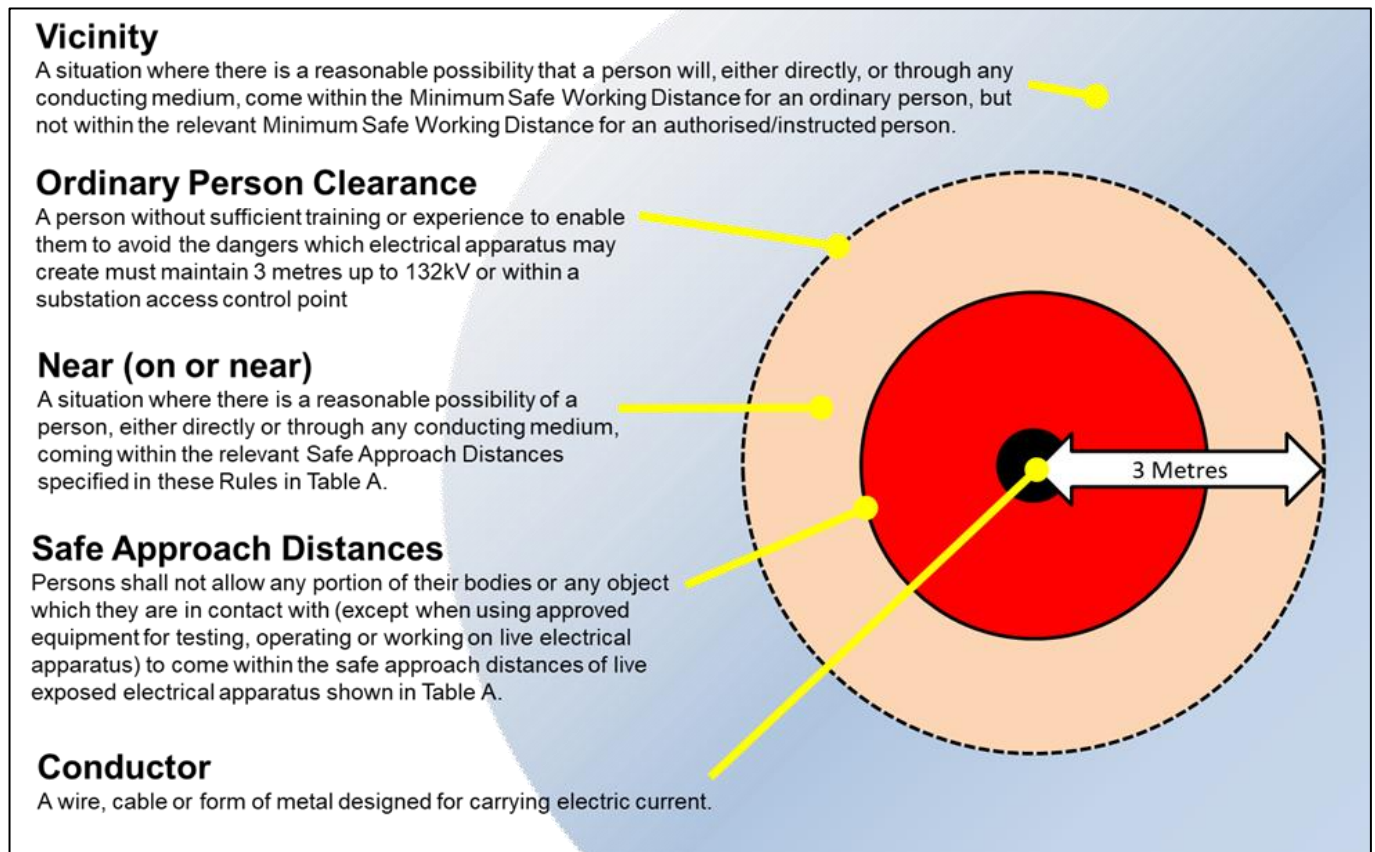 Vicinity
A situation where there is a reasonable possibility that a person will, either directly, or through any
conducting medium, come within the Minimum Safe Working Distance for an ordinary person, but
not within the relevant Minimum Safe Working Distance for an authorised/instructed person.
Ordinary Person Clearance
A person without sufficient training or experience to enable
them to avoid the dangers which electrical apparatus may
create must maintain 3 metres up to 132kV or within a
substation access control point
Near (on or near)
A situation where there is a reasonable possibility of a
person, either directly or through any conducting medium,
coming within the relevant Safe Approach Distances
specified in these Rules in Table A.
3 Metres
Safe Approach Distances
Persons shall not allow any portion of their bodies or any object
which they are in contact with (except when using approved
equipment for testing, operating or working on live electrical
apparatus) to come within the safe approach distances of live
exposed electrical apparatus shown in Table A.
Conductor
A wire, cable or form of metal designed for carrying electric current.